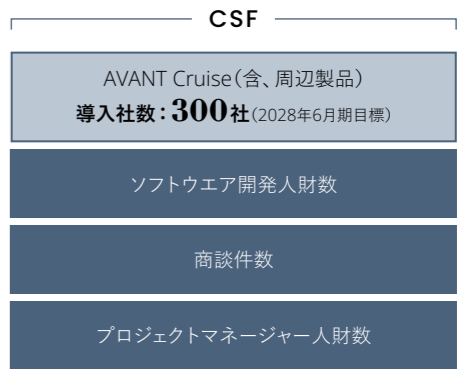 CSF
AVANT Cruise（含、周辺製品）
導入社数：300社（2028年6月期目標）
ソフトウエア開発人財数
商談件数
プロジェクトマネージャー人財数